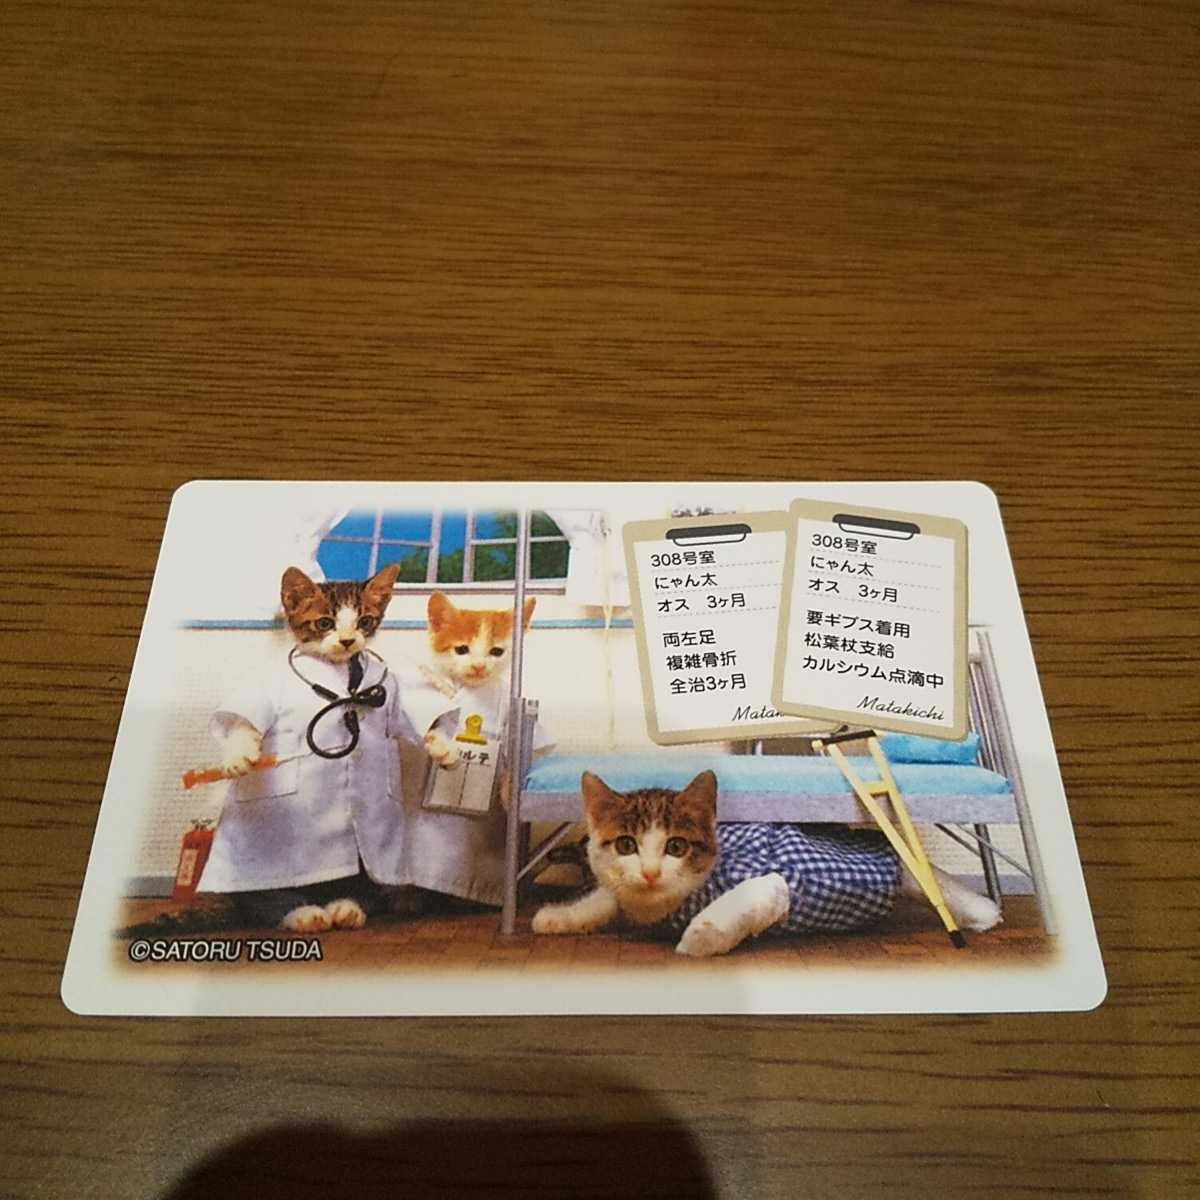 308号室
にゃん太
オス 3ヶ月
両左足
複雑骨折
全治3ヶ月
308号室
にゃん太
オス 3ヶ月
要ギプス着用
松葉杖支給
カルシウム点滴中
Matakichi
ルテ
©SATORU TSUDA